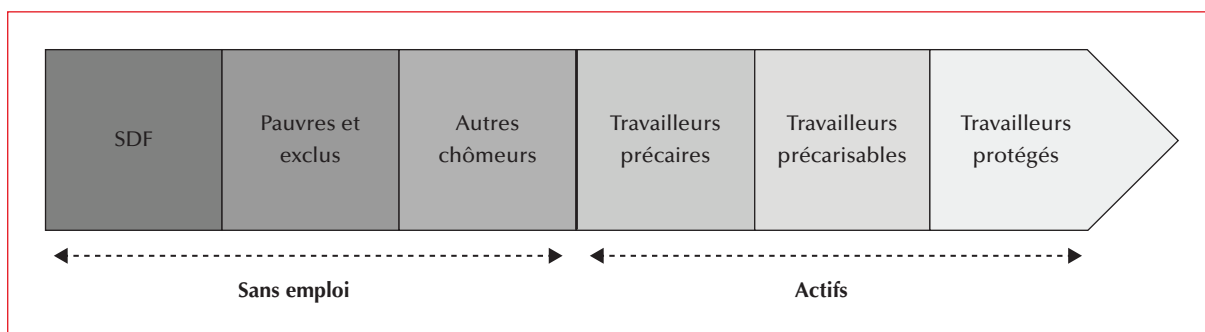 SDF
Pauvres et
exclus
Autres
chômeurs
Travailleurs
précaires
Travailleurs
précarisables
Travailleurs
protégés
Sans emploi
Actifs